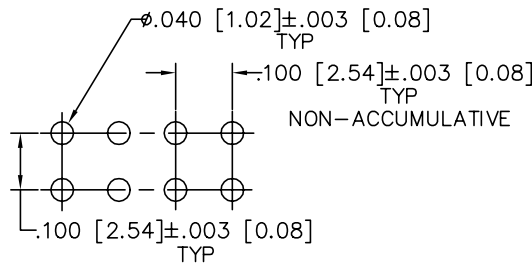 ⌀.040 [1.02]±.003 [0.08]
TYP
.100 [2.54]±.003 [0.08]
TYP
NON-ACCUMULATIVE
.100 [2.54]±.003 [0.08]
TYP